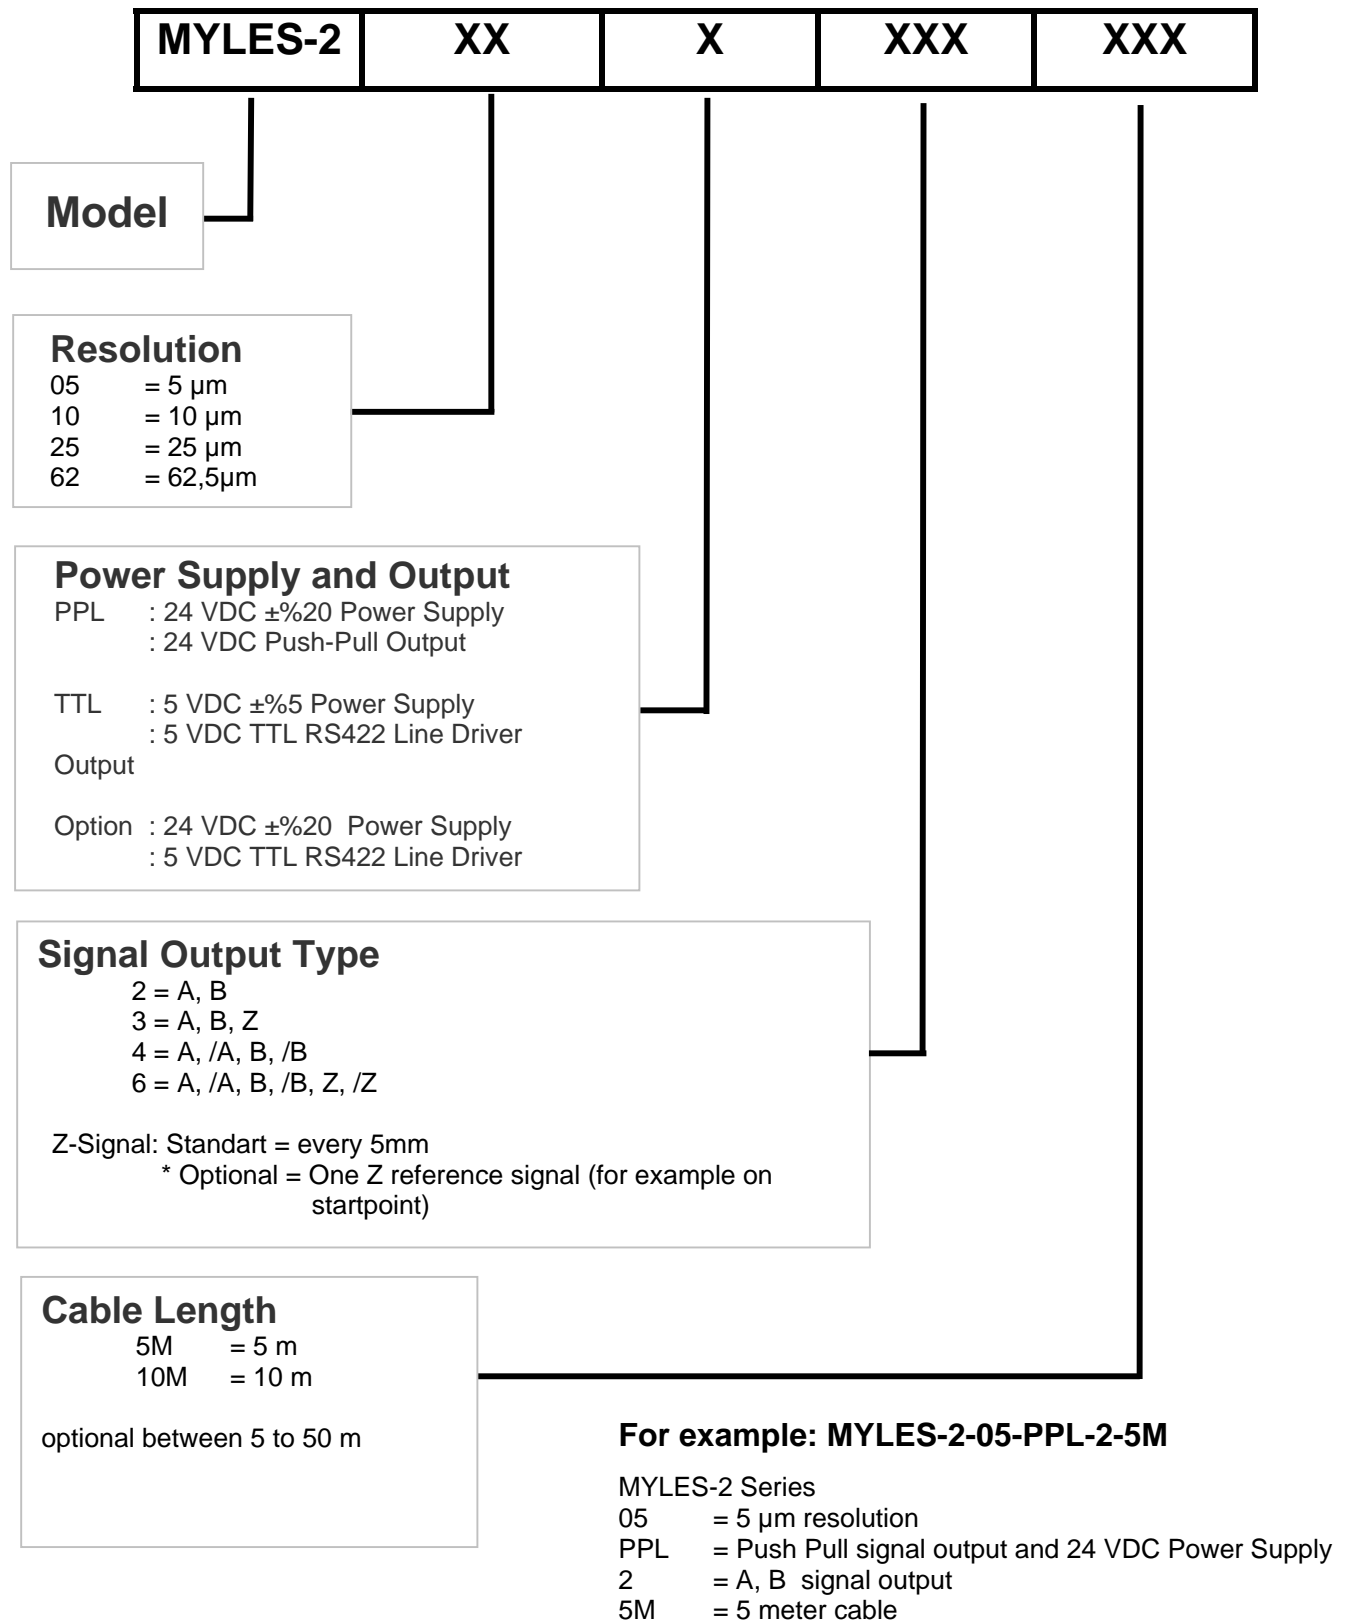 MYLES-2 XX X XXX XXX
Model
Resolution
05 = 5 µm
10 = 10 µm
25 = 25 µm
62 = 62,5µm
Power Supply and Output
PPL : 24 VDC ±%20 Power Supply
: 24 VDC Push-Pull Output
TTL : 5 VDC ±%5 Power Supply
: 5 VDC TTL RS422 Line Driver
Output
Option : 24 VDC ±%20 Power Supply
: 5 VDC TTL RS422 Line Driver
Signal Output Type
2 = A, B
3 = A, B, Z
4 = A, /A, B, /B
6 = A, /A, B, /B, Z, /Z
Z-Signal: Standart = every 5mm
* Optional = One Z reference signal (for example on
startpoint)
Cable Length
5M = 5 m
10M = 10 m
optional between 5 to 50 m
For example: MYLES-2-05-PPL-2-5M
MYLES-2 Series
05 = 5 µm resolution
PPL = Push Pull signal output and 24 VDC Power Supply
2 = A, B signal output
5M = 5 meter cable